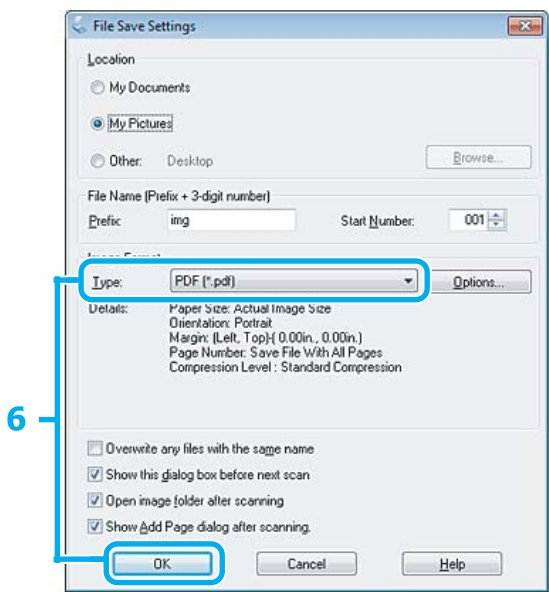 File Save Settings
Location
My Documents
My Pictures
Other: Desktop Browse...
File Name (Prefix + 3-digit number)
Prefix: img Start Number: 001
Image Format
Type: PDF (*.pdf) Options...
Details: Paper Size: Actual Image Size
Orientation: Portrait
Margin: (Left, Top)-( 0.00in., 0.00in.)
Page Number: Save File With All Pages
Compression Level : Standard Compression
6
Overwrite any files with the same name
Show this dialog box before next scan
Open image folder after scanning
Show Add Page dialog after scanning.
OK Cancel Help